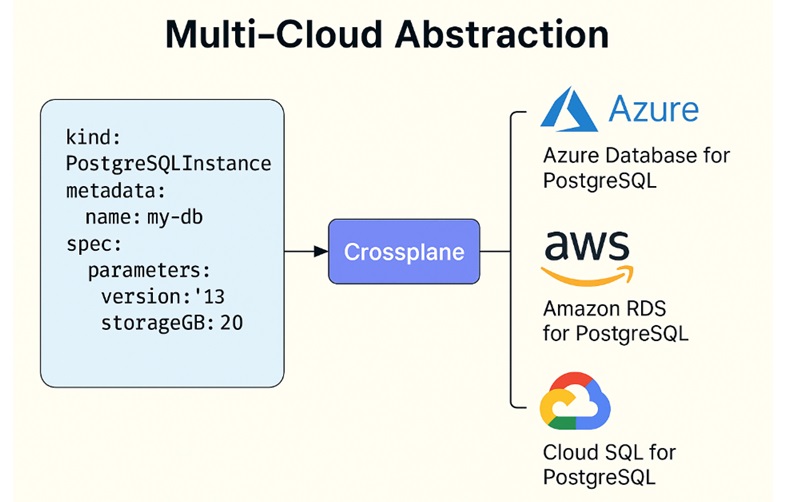 Multi-Cloud Abstraction
kind:
PostgreSQLInstance
metadata:
name: my-db
spec:
parameters:
version:'13
storageGB: 20
Crossplane
Azure
Azure Database for
PostgreSQL
aws
Amazon RDS
for PostgreSQL
Cloud SQL for
PostgreSQL